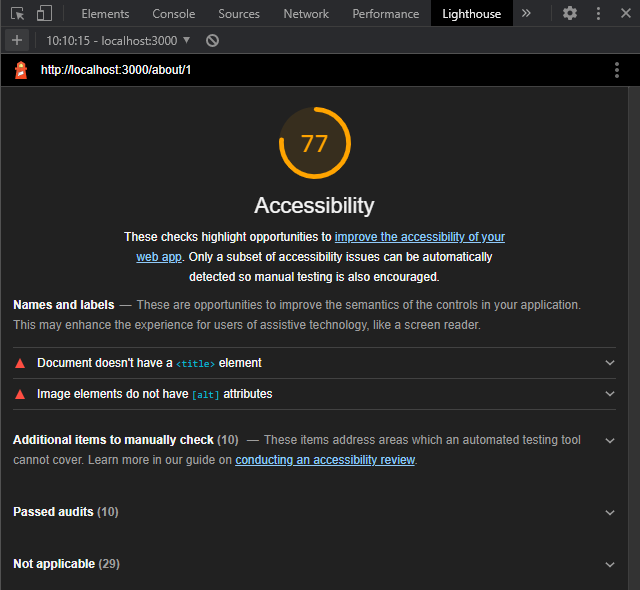 Elements Console Sources Network Performance Lighthouse »
+ 10:10:15 - localhost:3000
http://localhost:3000/about/1
77
Accessibility
These checks highlight opportunities to improve the accessibility of your
web app. Only a subset of accessibility issues can be automatically
detected so manual testing is also encouraged.
Names and labels — These are opportunities to improve the semantics of the controls in your application.
This may enhance the experience for users of assistive technology, like a screen reader.
Document doesn't have a <title> element
Image elements do not have [alt] attributes
Additional items to manually check (10) — These items address areas which an automated testing tool
cannot cover. Learn more in our guide on conducting an accessibility review.
Passed audits (10)
Not applicable (29)